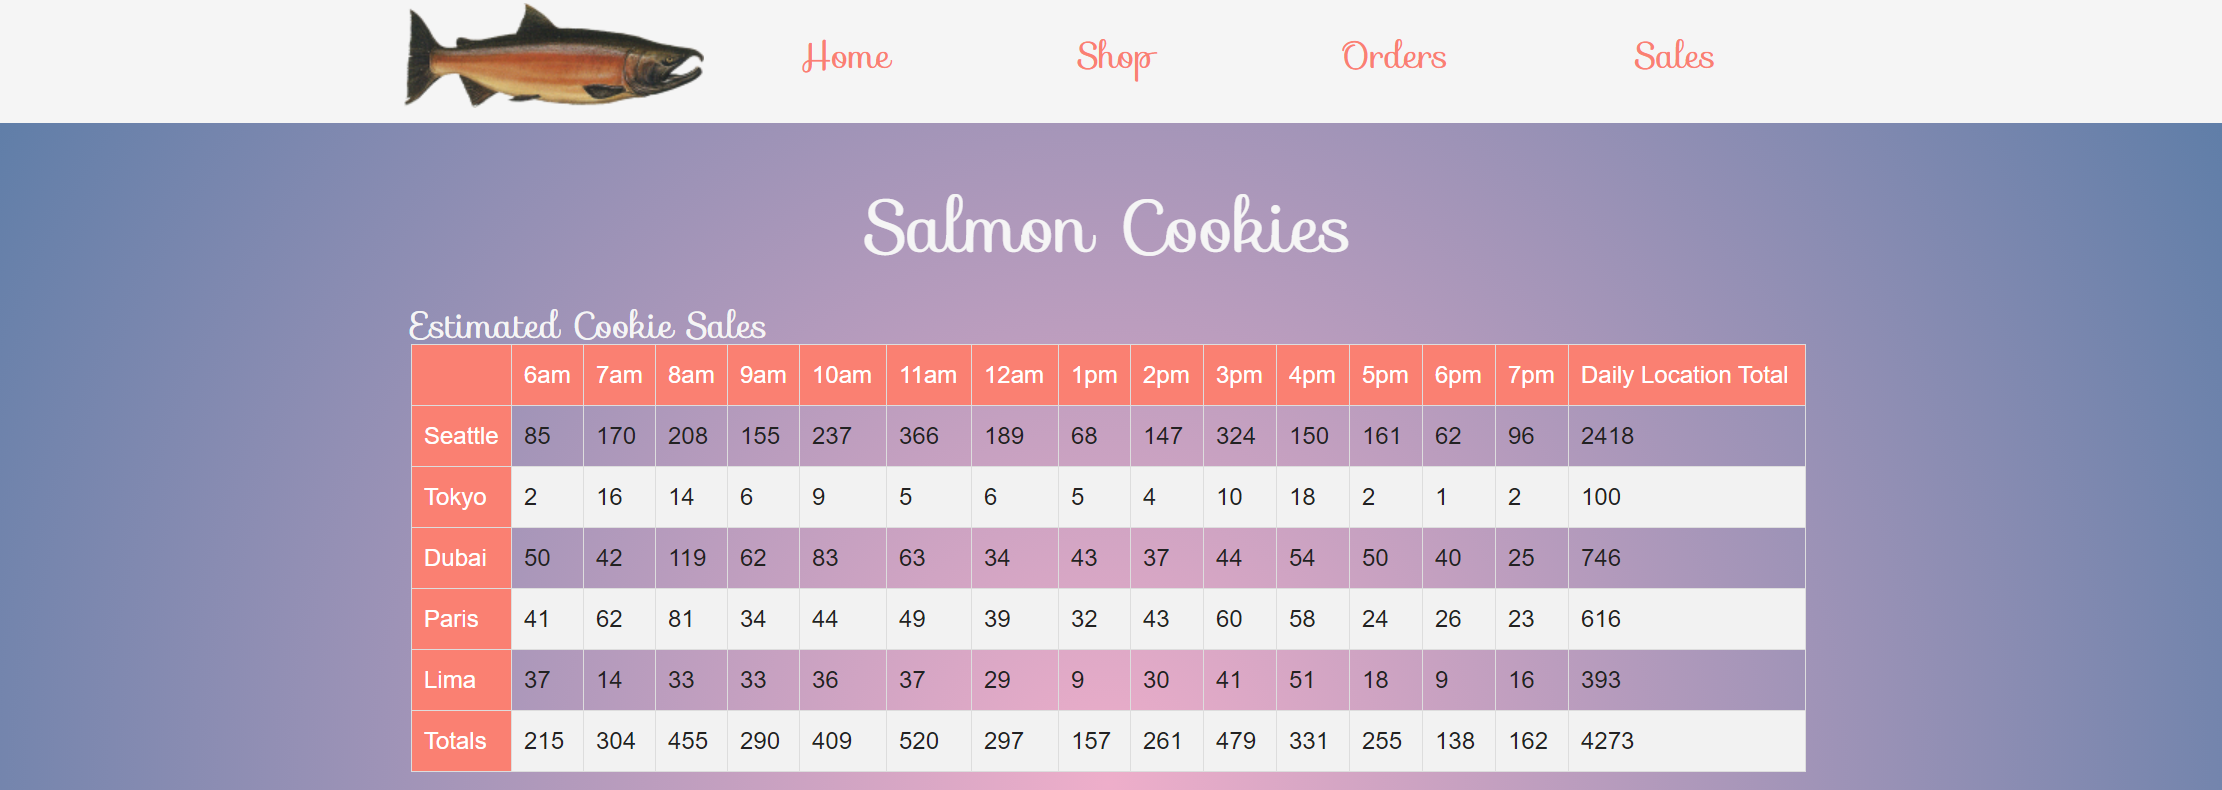 Home Shop Orders Sales
Salmon Cookies
Estimated Cookie Sales
6am 7am 8am 9am 10am 11am 12am 1pm 2pm 3pm 4pm 5pm 6pm 7pm Daily Location Total
Seattle 85 170 208 155 237 366 189 68 147 324 150 161 62 96 2418
Tokyo 2 16 14 6 9 5 6 5 4 10 18 2 1 2 100
Dubai 50 42 119 62 83 63 34 43 37 44 54 50 40 25 746
Paris 41 62 81 34 44 49 39 32 43 60 58 24 26 23 616
Lima 37 14 33 33 36 37 29 9 30 41 51 18 9 16 393
Totals 215 304 455 290 409 520 297 157 261 479 331 255 138 162 4273